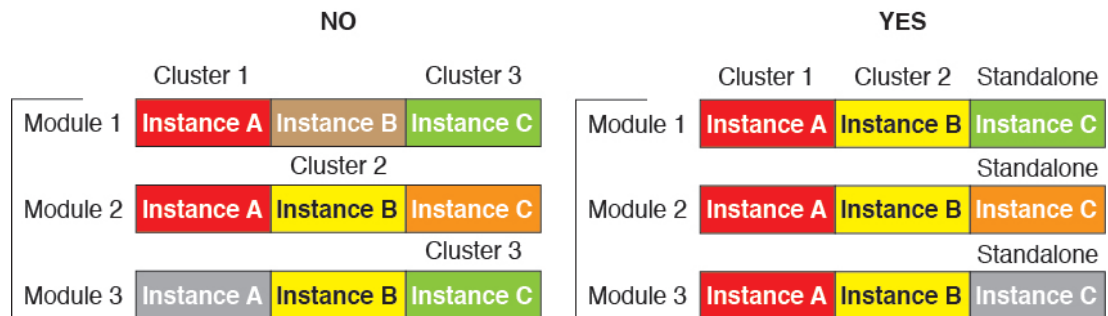 NO
Cluster 1 Cluster 3
Module 1 Instance A Instance B Instance C
Cluster 2
Module 2 Instance A Instance B Instance C
Cluster 3
Module 3 Instance A Instance B Instance C
YES
Cluster 1 Cluster 2 Standalone
Module 1 Instance A Instance B Instance C
Standalone
Module 2 Instance A Instance B Instance C
Standalone
Module 3 Instance A Instance B Instance C